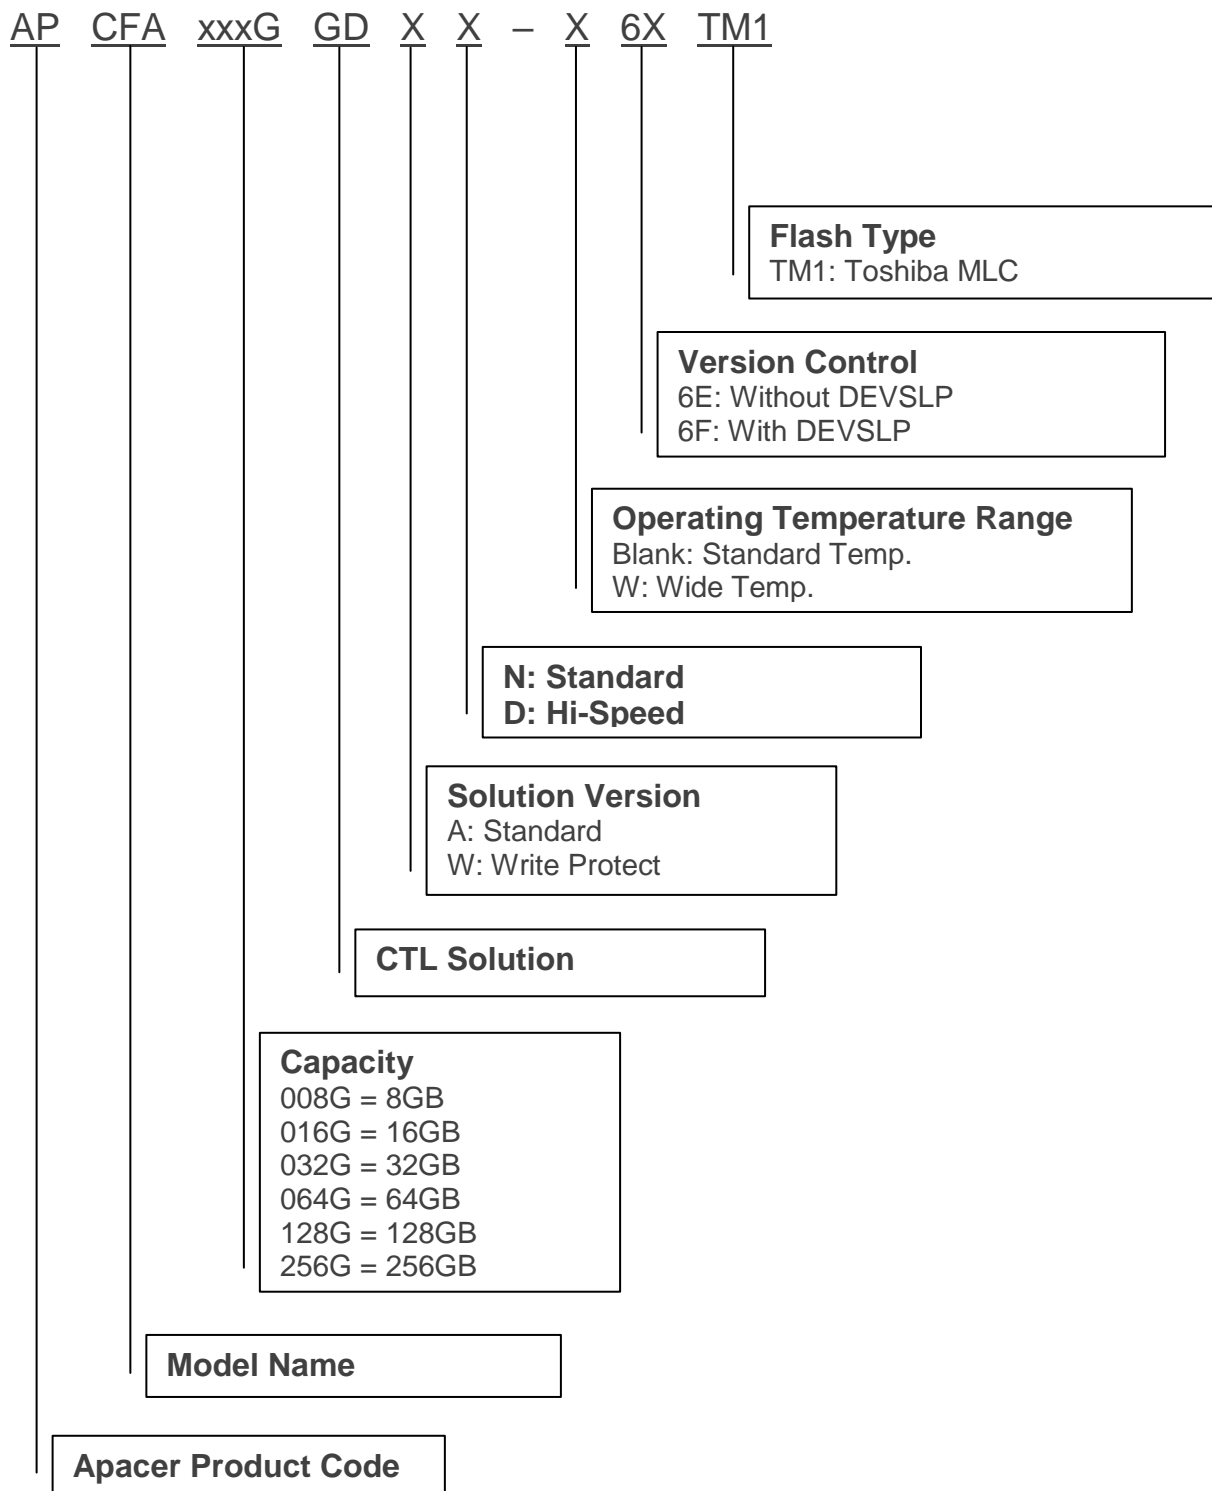 AP CFA xxxG GD X X – X 6X TM1
Flash Type
TM1: Toshiba MLC
Version Control
6E: Without DEVSLP
6F: With DEVSLP
Operating Temperature Range
Blank: Standard Temp.
W: Wide Temp.
N: Standard
D: Hi-Speed
Solution Version
A: Standard
W: Write Protect
CTL Solution
Capacity
008G = 8GB
016G = 16GB
032G = 32GB
064G = 64GB
128G = 128GB
256G = 256GB
Model Name
Apacer Product Code